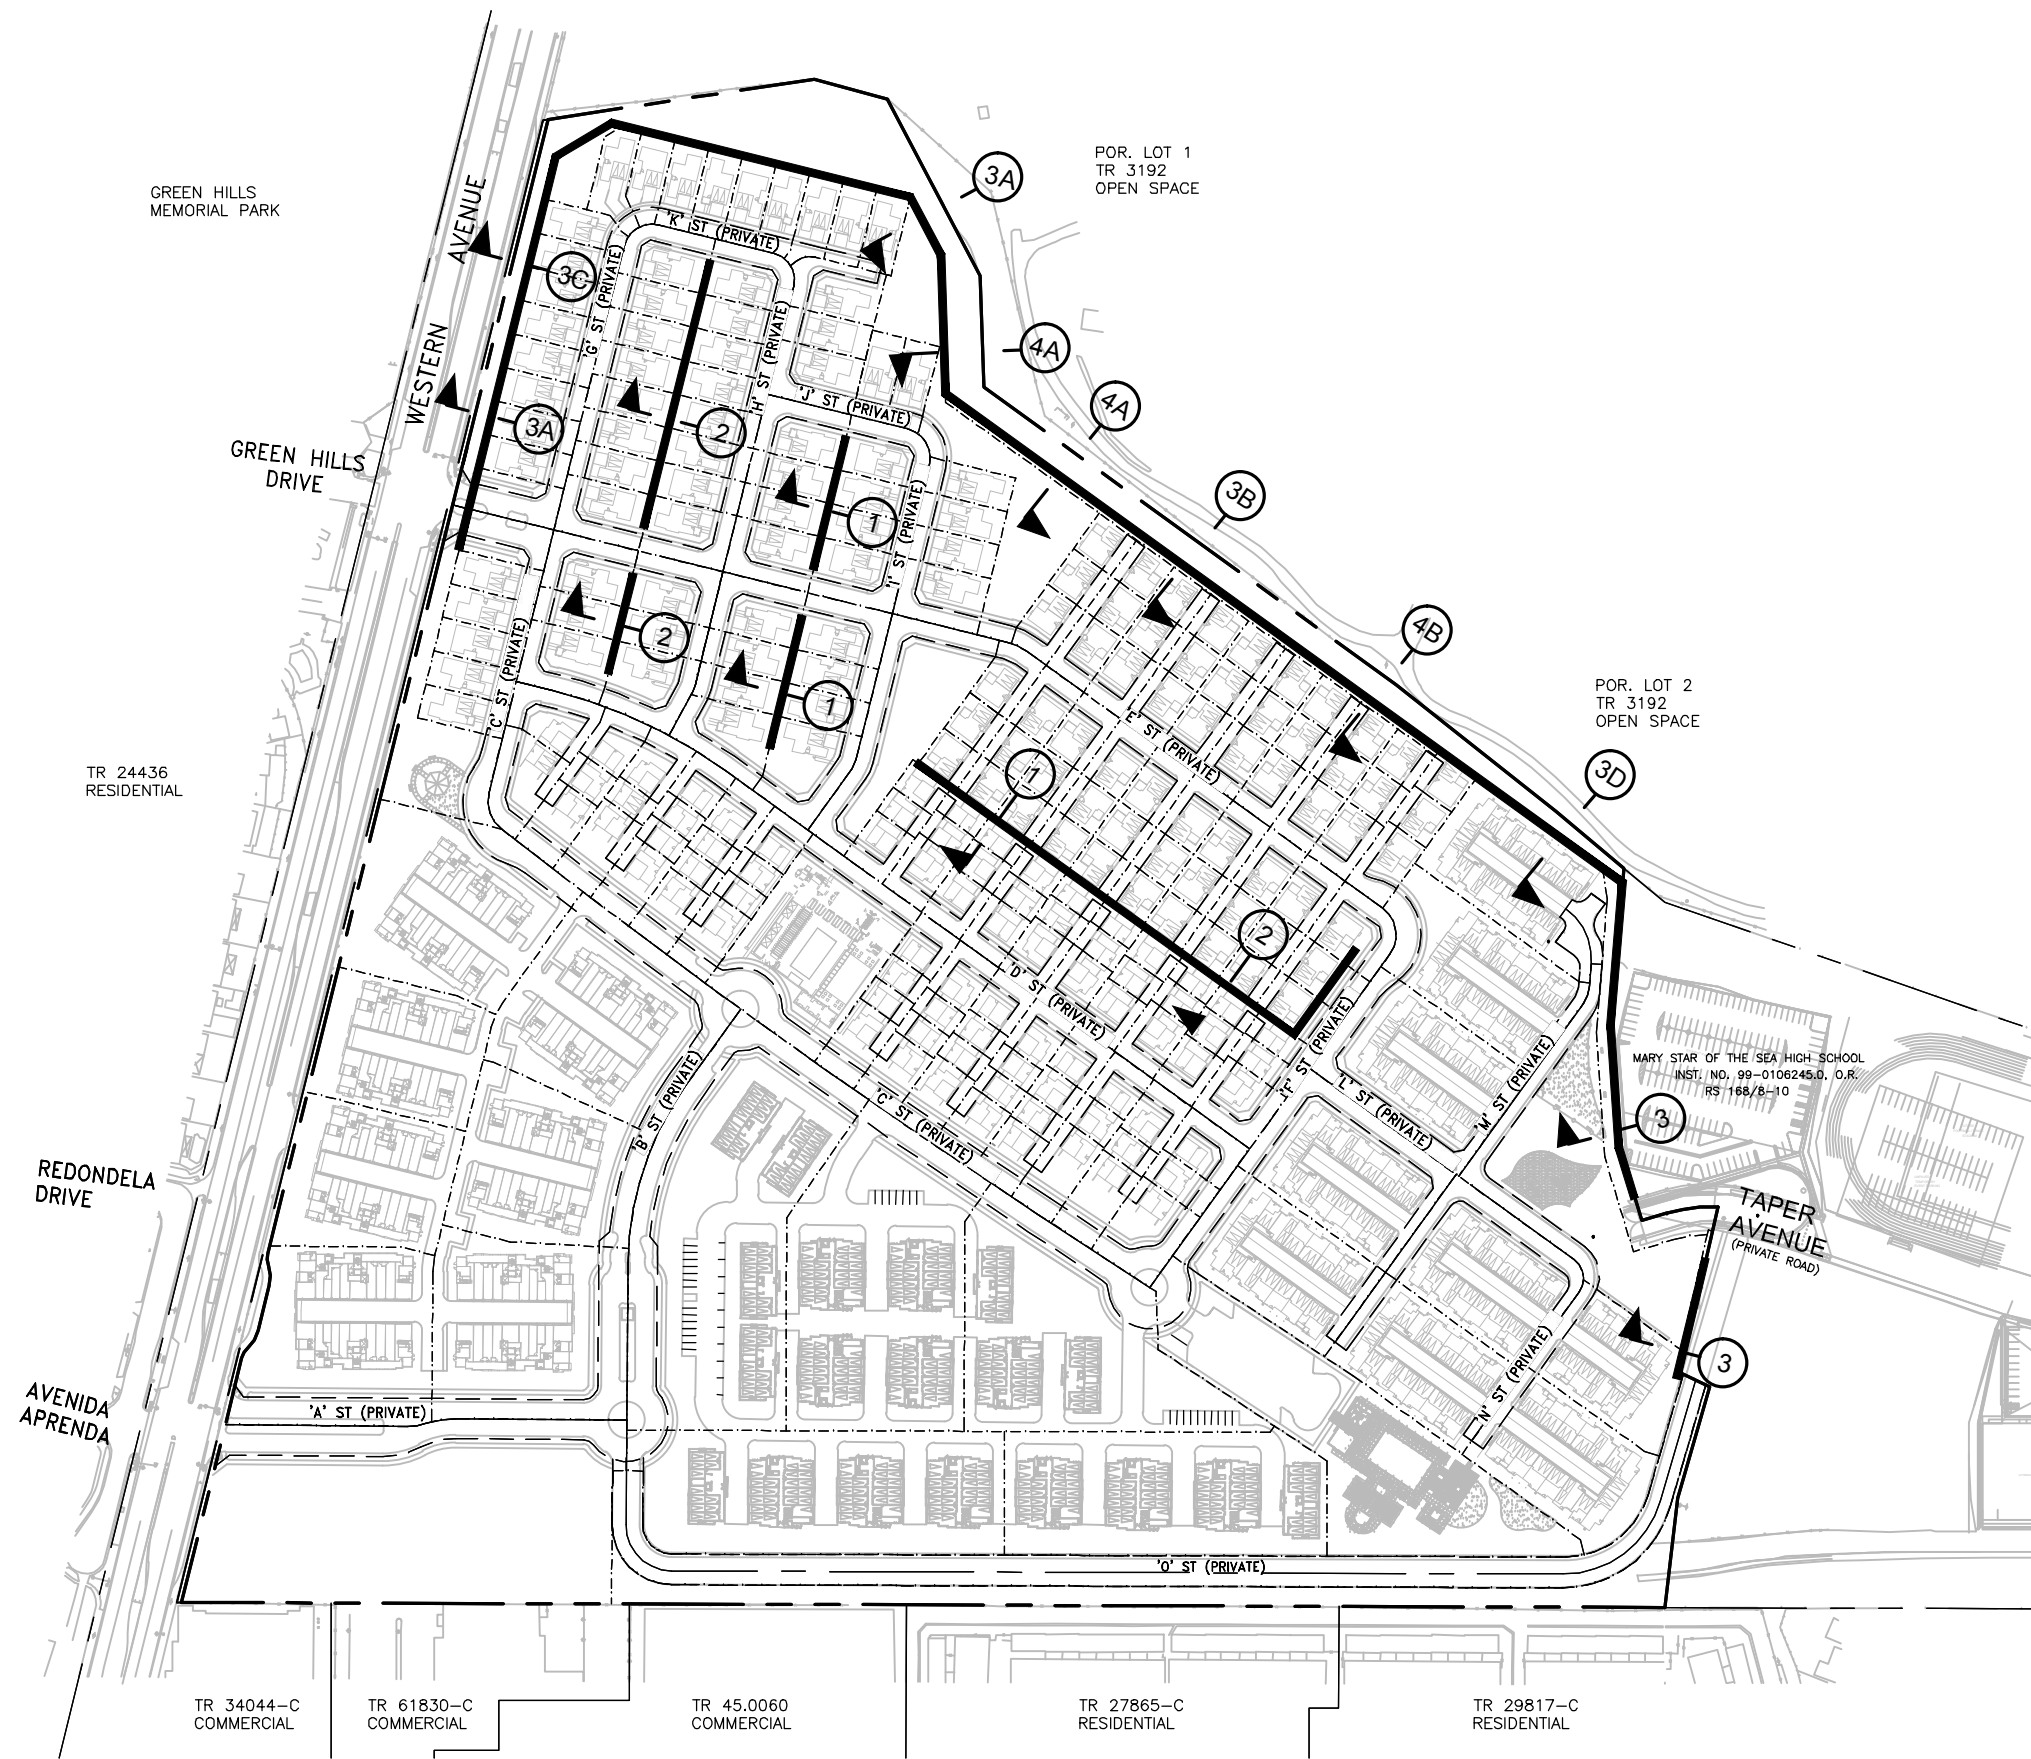 POR. LOT 1
TR 3192
OPEN SPACE
3A
GREEN HILLS
MEMORIAL PARK
WESTERN
AVENUE
'K' ST (PRIVATE)
3C
'G' ST (PRIVATE)
'H' ST (PRIVATE)
4A
4A
'J' ST (PRIVATE)
3A
2
GREEN HILLS
DRIVE
3B
1
'I' ST (PRIVATE)
4B
2
'C' ST (PRIVATE)
1
POR. LOT 2
TR 3192
OPEN SPACE
'E' ST (PRIVATE)
TR 24436
RESIDENTIAL
1
3D
2
'D' ST (PRIVATE)
'F' ST (PRIVATE)
MARY STAR OF THE SEA HIGH SCHOOL
INST. NO. 99-0106245.0, O.R.
RS 168/8-10
'B' ST (PRIVATE)
'C' ST (PRIVATE)
'L' ST (PRIVATE)
'M' ST (PRIVATE)
3
REDONDELA
DRIVE
TAPER
AVENUE
(PRIVATE ROAD)
'N' ST (PRIVATE)
3
AVENIDA
APRENDA
'A' ST (PRIVATE)
'O' ST (PRIVATE)
TR 34044-C
COMMERCIAL
TR 61830-C
COMMERCIAL
TR 45.0060
COMMERCIAL
TR 27865-C
RESIDENTIAL
TR 29817-C
RESIDENTIAL